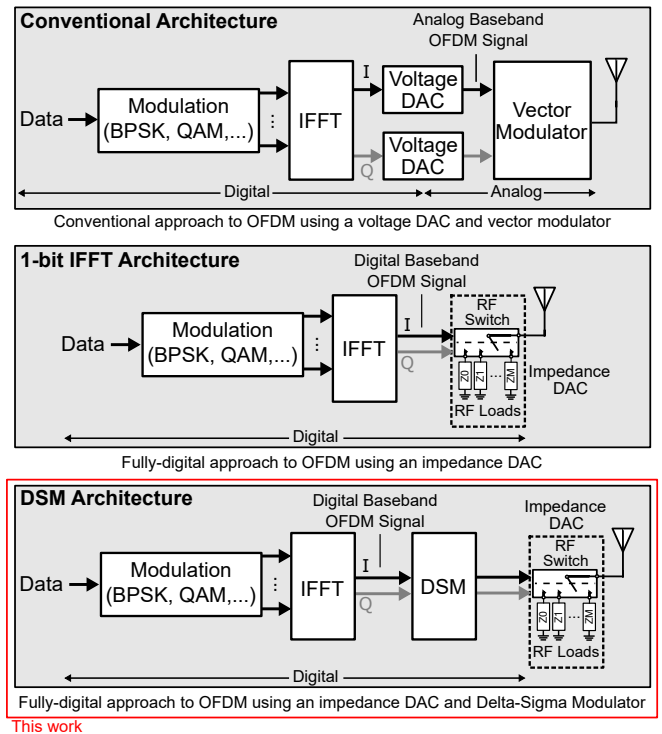 Conventional Architecture
Analog Baseband
OFDM Signal
Data
Modulation
(BPSK, QAM,...)
...
IFFT
I
Q
Voltage
DAC
Voltage
DAC
Vector
Modulator
Digital
Analog
Conventional approach to OFDM using a voltage DAC and vector modulator
1-bit IFFT Architecture
Digital Baseband
OFDM Signal
Data
Modulation
(BPSK, QAM,...)
...
IFFT
I
Q
RF
Switch
Z0
Z1
...
ZM
RF Loads
Impedance
DAC
Digital
Fully-digital approach to OFDM using an impedance DAC
DSM Architecture
Digital Baseband
OFDM Signal
Data
Modulation
(BPSK, QAM,...)
...
IFFT
I
Q
DSM
Impedance
DAC
RF
Switch
Z0
Z1
...
ZM
RF Loads
Digital
Fully-digital approach to OFDM using an impedance DAC and Delta-Sigma Modulator
This work